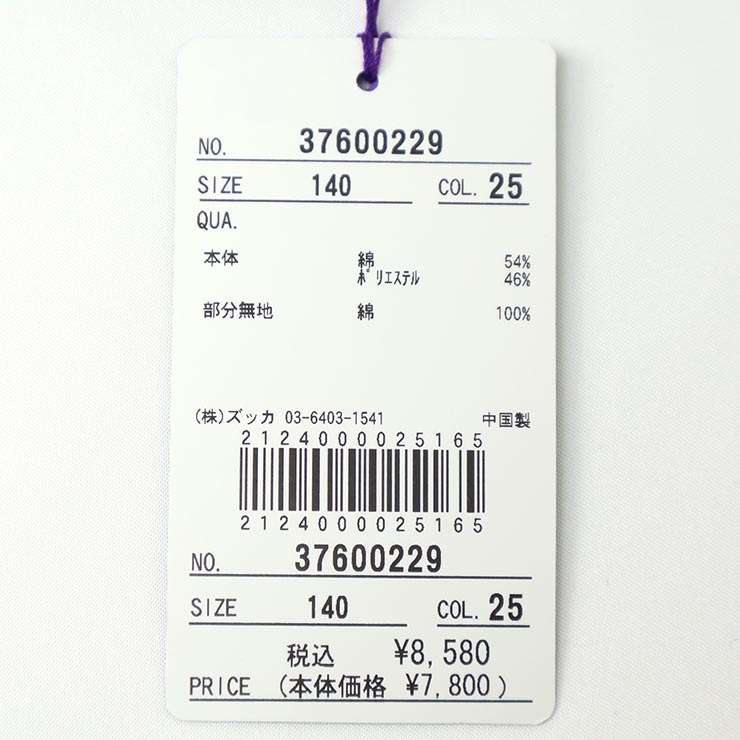 NO. 37600229
SIZE 140 COL. 25
QUA.
本体 綿 54%
ﾎﾟﾘｴｽﾃﾙ 46%
部分無地 綿 100%
(株)ズッカ 03-6403-1541 中国製
2124000025165
2124000025165
NO. 37600229
SIZE 140 COL. 25
税込 ¥8,580
PRICE (本体価格 ¥7,800)